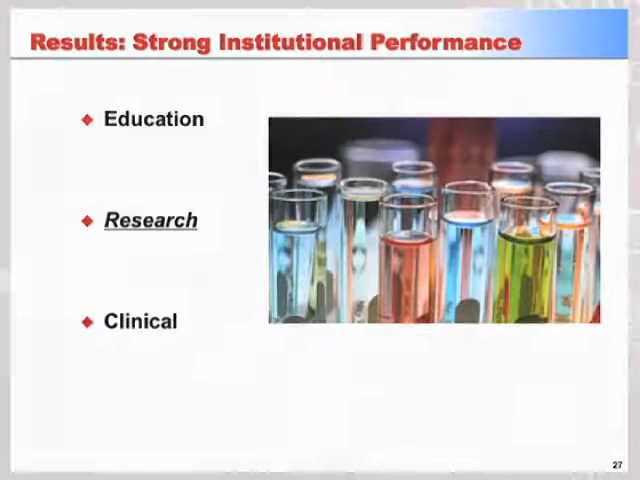 Results: Strong Institutional Performance
Education
Research
Clinical
27